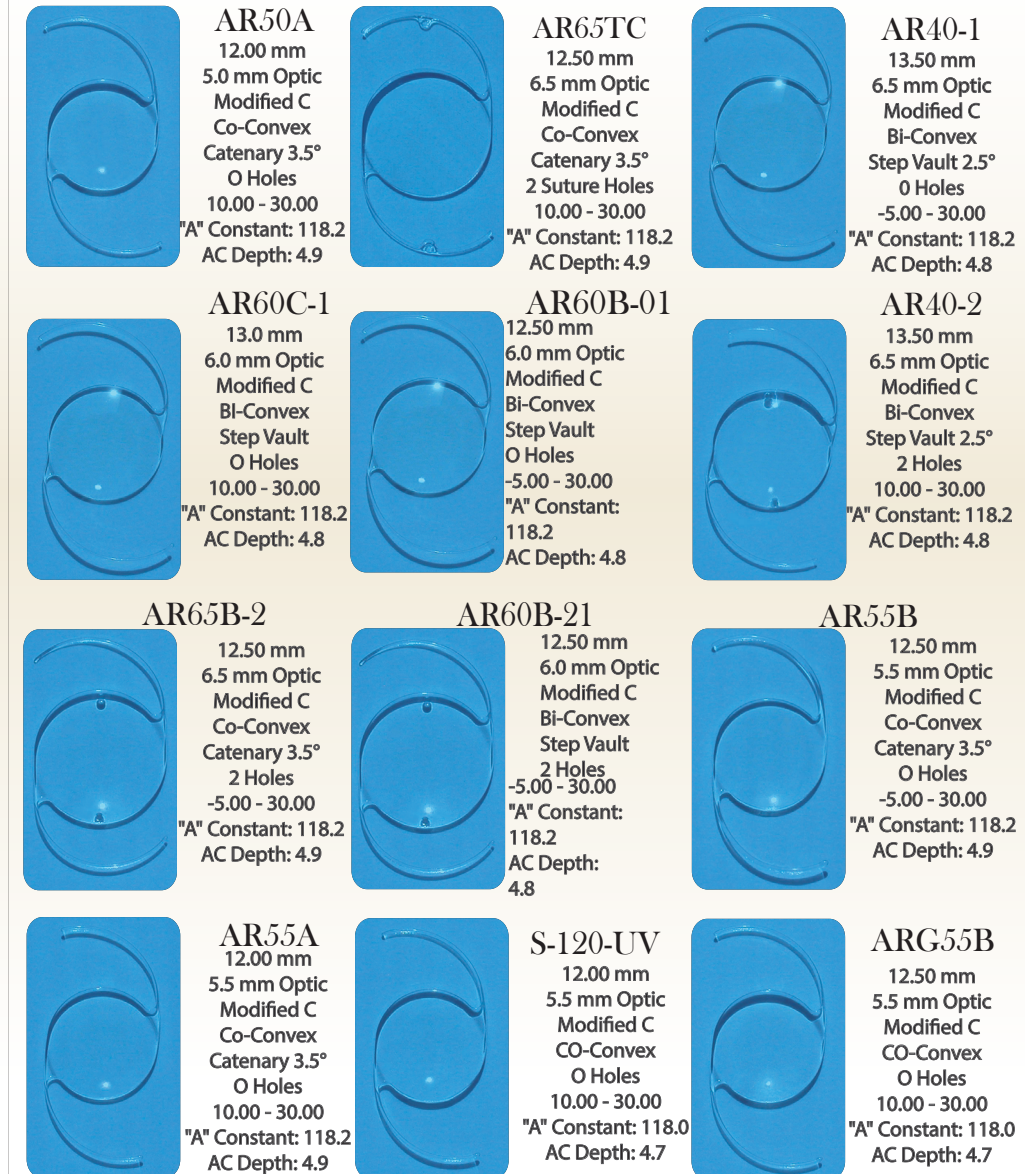 AR50A
12.00 mm
5.0 mm Optic
Modified C
Co-Convex
Catenary 3.5°
O Holes
10.00 - 30.00
"A" Constant: 118.2
AC Depth: 4.9
AR65TC
12.50 mm
6.5 mm Optic
Modified C
Co-Convex
Catenary 3.5°
2 Suture Holes
10.00 - 30.00
"A" Constant: 118.2
AC Depth: 4.9
AR40-1
13.50 mm
6.5 mm Optic
Modified C
Bi-Convex
Step Vault 2.5°
0 Holes
-5.00 - 30.00
"A" Constant: 118.2
AC Depth: 4.8
AR60C-1
13.0 mm
6.0 mm Optic
Modified C
BI-Convex
Step Vault
O Holes
10.00 - 30.00
"A" Constant: 118.2
AC Depth: 4.8
AR60B-01
12.50 mm
6.0 mm Optic
Modified C
Bi-Convex
Step Vault
O Holes
-5.00 - 30.00
"A" Constant:
118.2
AC Depth: 4.8
AR40-2
13.50 mm
6.5 mm Optic
Modified C
Bi-Convex
Step Vault 2.5°
2 Holes
10.00 - 30.00
"A" Constant: 118.2
AC Depth: 4.8
AR65B-2
12.50 mm
6.5 mm Optic
Modified C
Co-Convex
Catenary 3.5°
2 Holes
-5.00 - 30.00
"A" Constant: 118.2
AC Depth: 4.9
AR60B-21
12.50 mm
6.0 mm Optic
Modified C
Bi-Convex
Step Vault
2 Holes
-5.00 - 30.00
"A" Constant:
118.2
AC Depth:
4.8
AR55B
12.50 mm
5.5 mm Optic
Modified C
Co-Convex
Catenary 3.5°
O Holes
-5.00 - 30.00
"A" Constant: 118.2
AC Depth: 4.9
AR55A
12.00 mm
5.5 mm Optic
Modified C
Co-Convex
Catenary 3.5°
O Holes
10.00 - 30.00
"A" Constant: 118.2
AC Depth: 4.9
S-120-UV
12.00 mm
5.5 mm Optic
Modified C
CO-Convex
O Holes
10.00 - 30.00
"A" Constant: 118.0
AC Depth: 4.7
ARG55B
12.50 mm
5.5 mm Optic
Modified C
CO-Convex
O Holes
10.00 - 30.00
"A" Constant: 118.0
AC Depth: 4.7